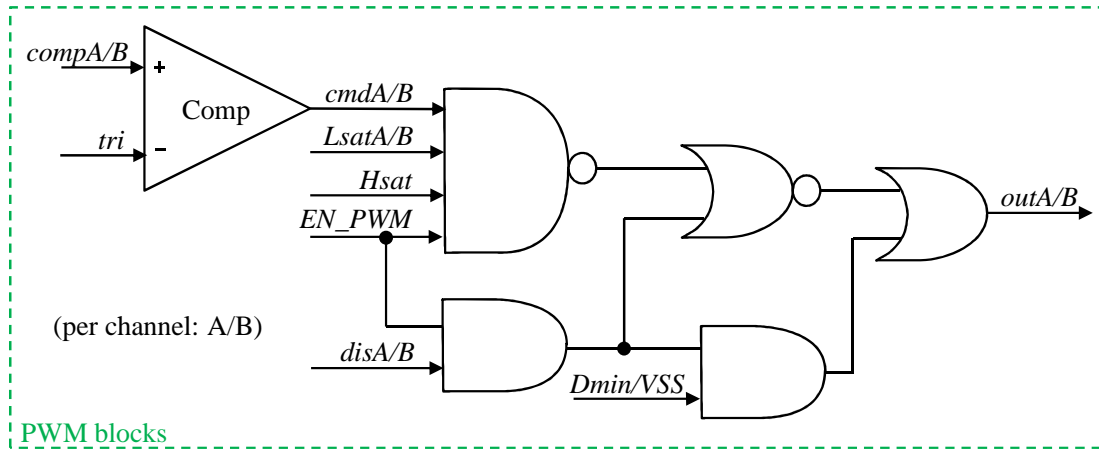 compA/B
+
Comp
tri
−
cmdA/B
LsatA/B
Hsat
EN_PWM
outA/B
(per channel: A/B)
disA/B
Dmin/VSS
PWM blocks